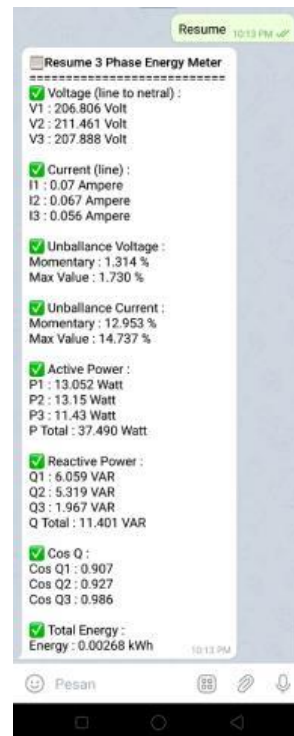 Resume 10:13 PM
Resume 3 Phase Energy Meter
==========================
Voltage (line to netral) :
V1 : 206.806 Volt
V2 : 211.461 Volt
V3 : 207.888 Volt
Current (line) :
I1 : 0.07 Ampere
I2 : 0.067 Ampere
I3 : 0.056 Ampere
Unballance Voltage :
Momentary : 1.314 %
Max Value : 1.730 %
Unballance Current :
Momentary : 12.953 %
Max Value : 14.737 %
Active Power :
P1 : 13.052 Watt
P2 : 13.15 Watt
P3 : 11.43 Watt
P Total : 37.490 Watt
Reactive Power :
Q1 : 6.059 VAR
Q2 : 5.319 VAR
Q3 : 1.967 VAR
Q Total : 11.401 VAR
Cos Q :
Cos Q1 : 0.907
Cos Q2 : 0.927
Cos Q3 : 0.986
Total Energy :
Energy : 0.00268 kWh 10:13 PM
Pesan